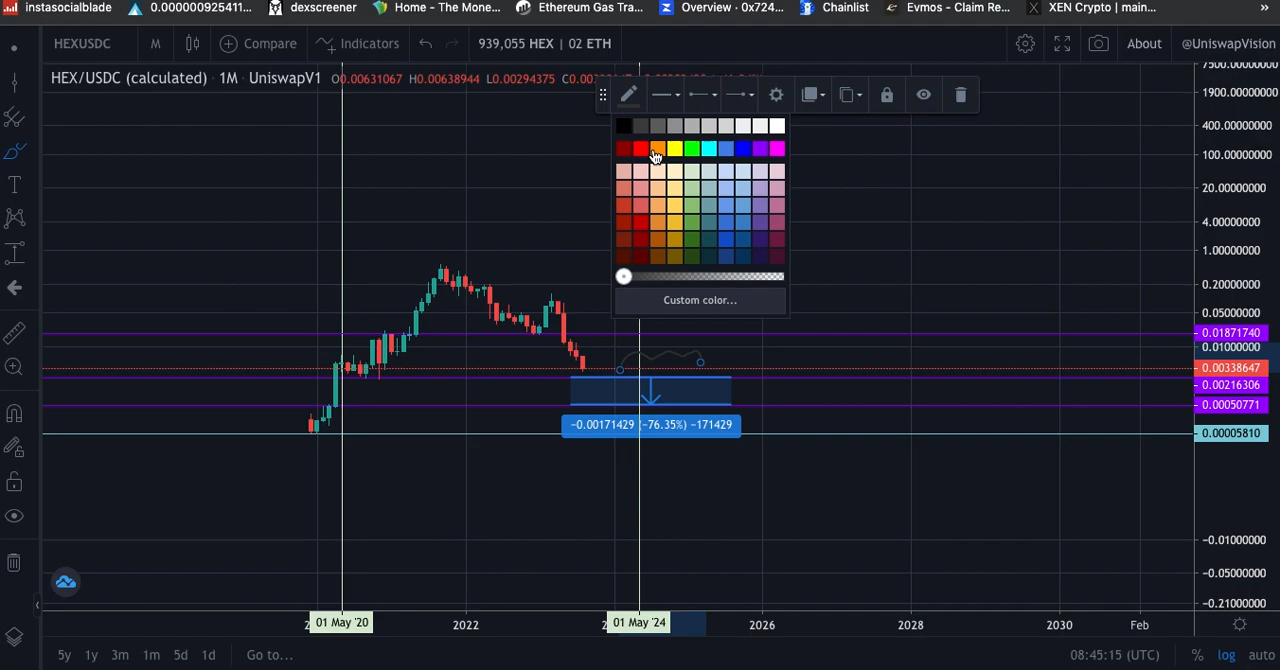 instasocialblade 0.000000925411... dexscreener Home - The Mone... Ethereum Gas Tra... Overview · 0x724... Chainlist Evmos - Claim Re... XEN Crypto | main... »
HEXUSDC M Compare Indicators 939,055 HEX | 02 ETH About @UniswapVision
HEX/USDC (calculated) · 1M · UniswapV1 O0.00631067 H0.00638944 L0.00294375
7500.00000000
1900.00000000
400.00000000
100.00000000
20.00000000
4.00000000
1.00000000
0.20000000
0.05000000
0.01871740
0.01000000
0.00338647
0.00216306
0.00050771
0.00005810
−0.01000000
−0.05000000
−0.21000000
Custom color...
−0.00171429 (−76.35%) −171429
01 May '20 2022 01 May '24 2026 2028 2030 Feb
5y 1y 3m 1m 5d 1d Go to... 08:45:15 (UTC) % log auto